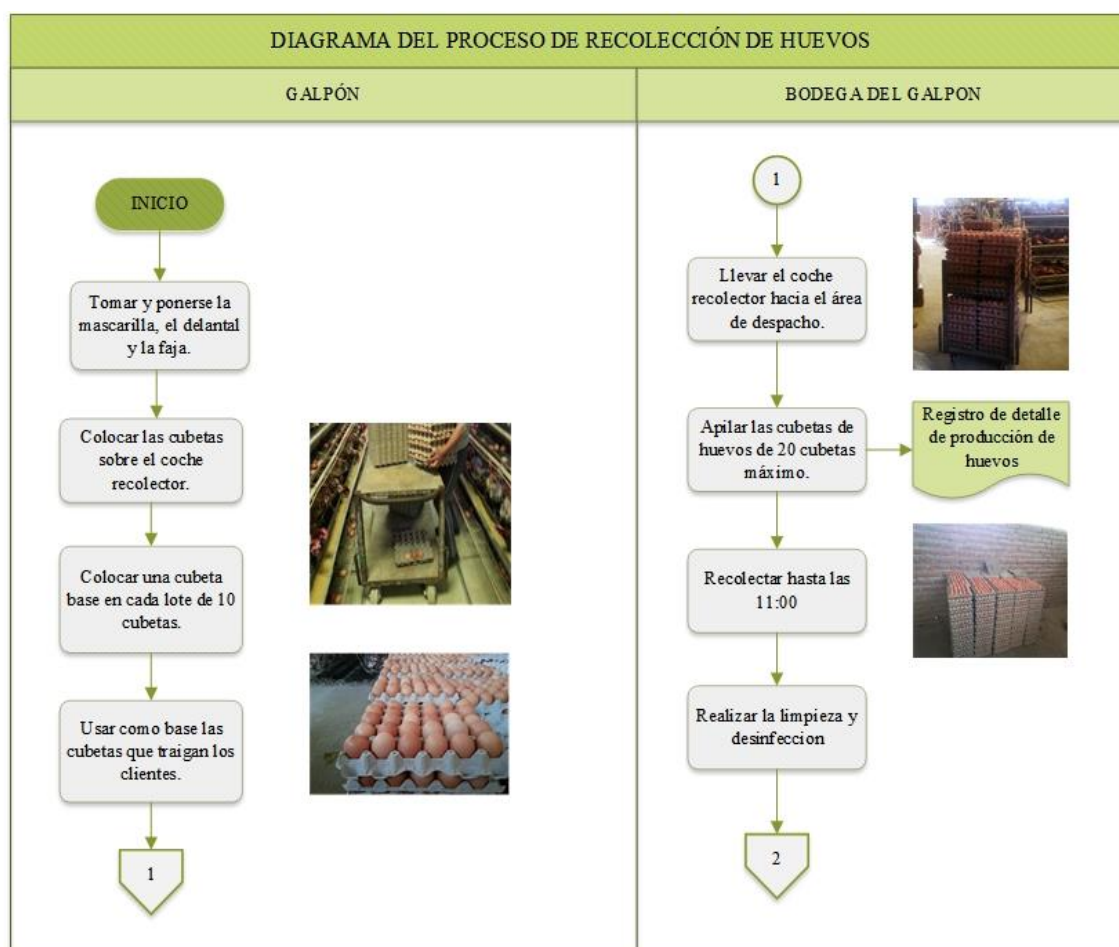 DIAGRAMA DEL PROCESO DE RECOLECCIÓN DE HUEVOS
GALPÓN
BODEGA DEL GALPON
INICIO
Tomar y ponerse la
mascarilla, el delantal
y la faja.
Colocar las cubetas
sobre el coche
recolector.
Colocar una cubeta
base en cada lote de 10
cubetas.
Usar como base las
cubetas que traigan los
clientes.
1
1
Llevar el coche
recolector hacia el área
de despacho.
Apilar las cubetas de
huevos de 20 cubetas
máximo.
Registro de detalle
de producción de
huevos
Recolectar hasta las
11:00
Realizar la limpieza y
desinfeccion
2